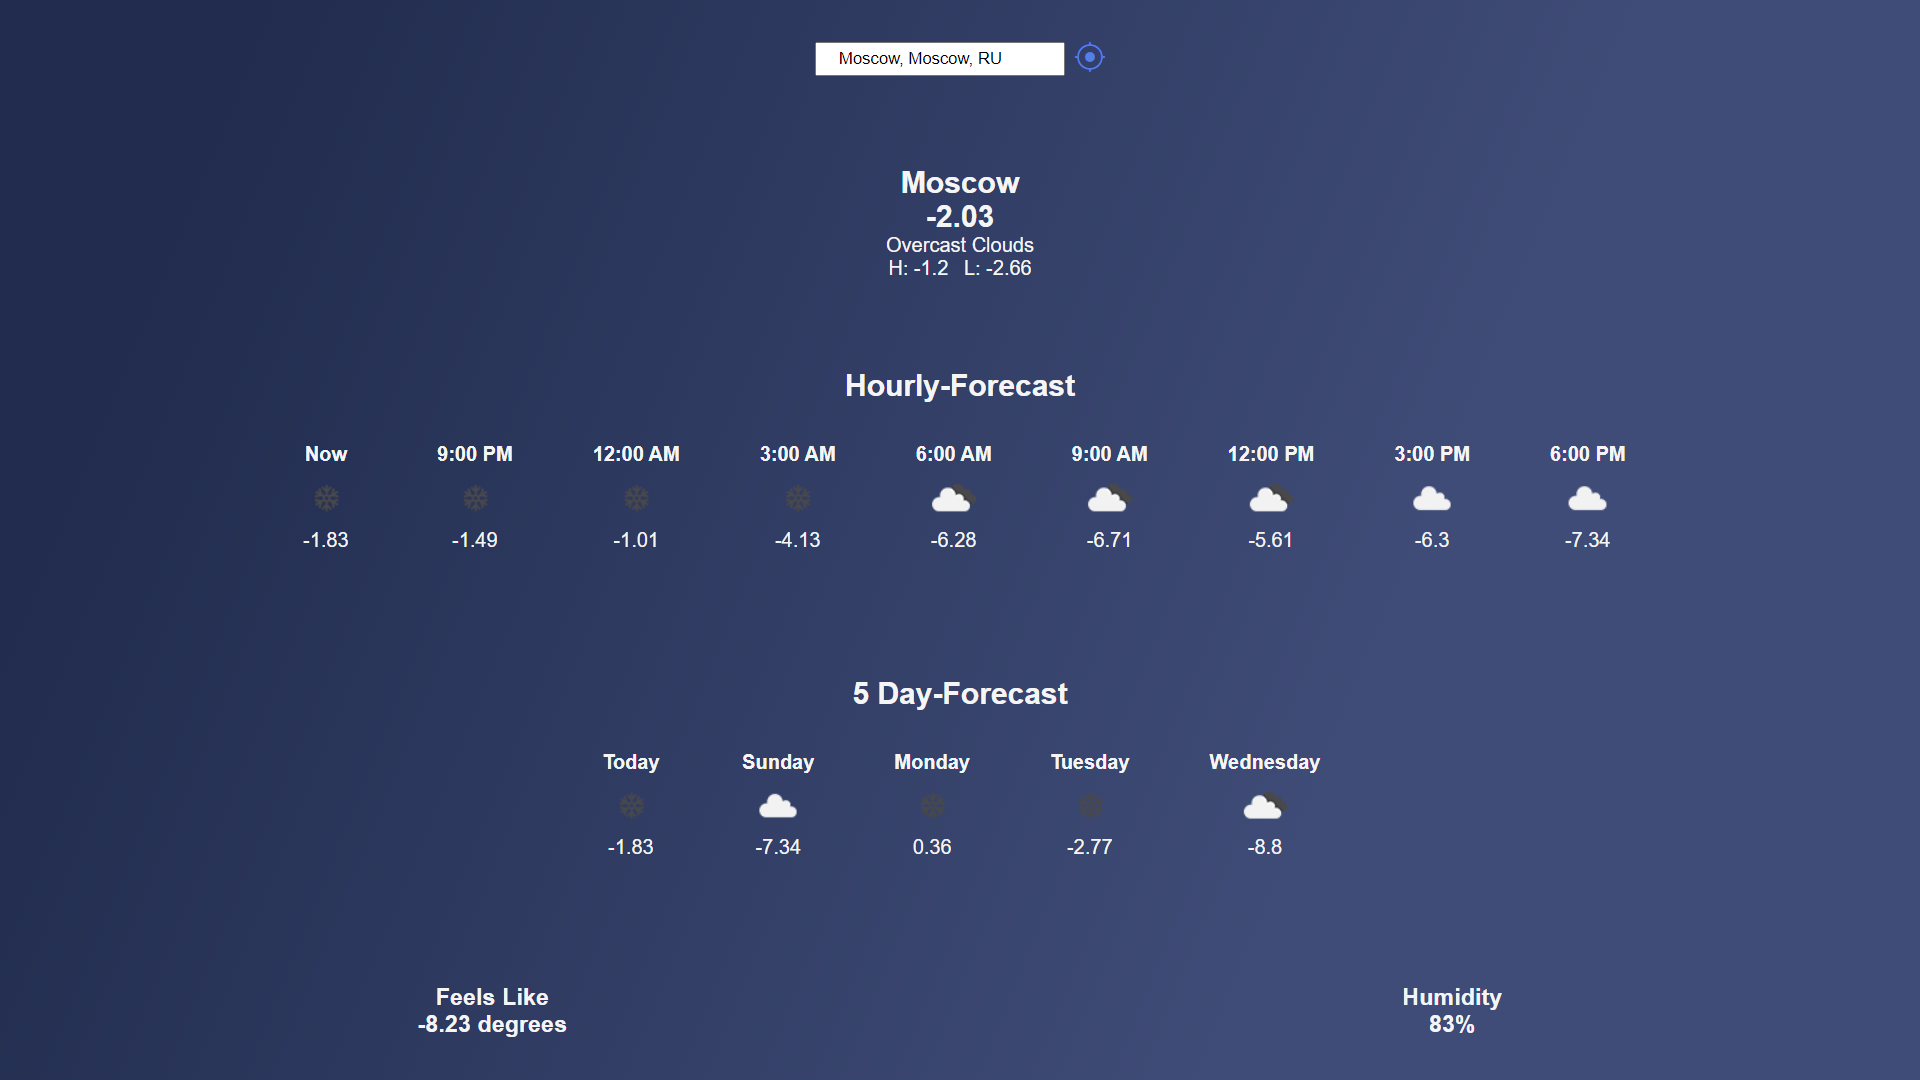 Moscow, Moscow, RU
Moscow
-2.03
Overcast Clouds
H: -1.2 L: -2.66
Hourly-Forecast
Now 9:00 PM 12:00 AM 3:00 AM 6:00 AM 9:00 AM 12:00 PM 3:00 PM 6:00 PM
-1.83 -1.49 -1.01 -4.13 -6.28 -6.71 -5.61 -6.3 -7.34
5 Day-Forecast
Today Sunday Monday Tuesday Wednesday
-1.83 -7.34 0.36 -2.77 -8.8
Feels Like Humidity
-8.23 degrees 83%